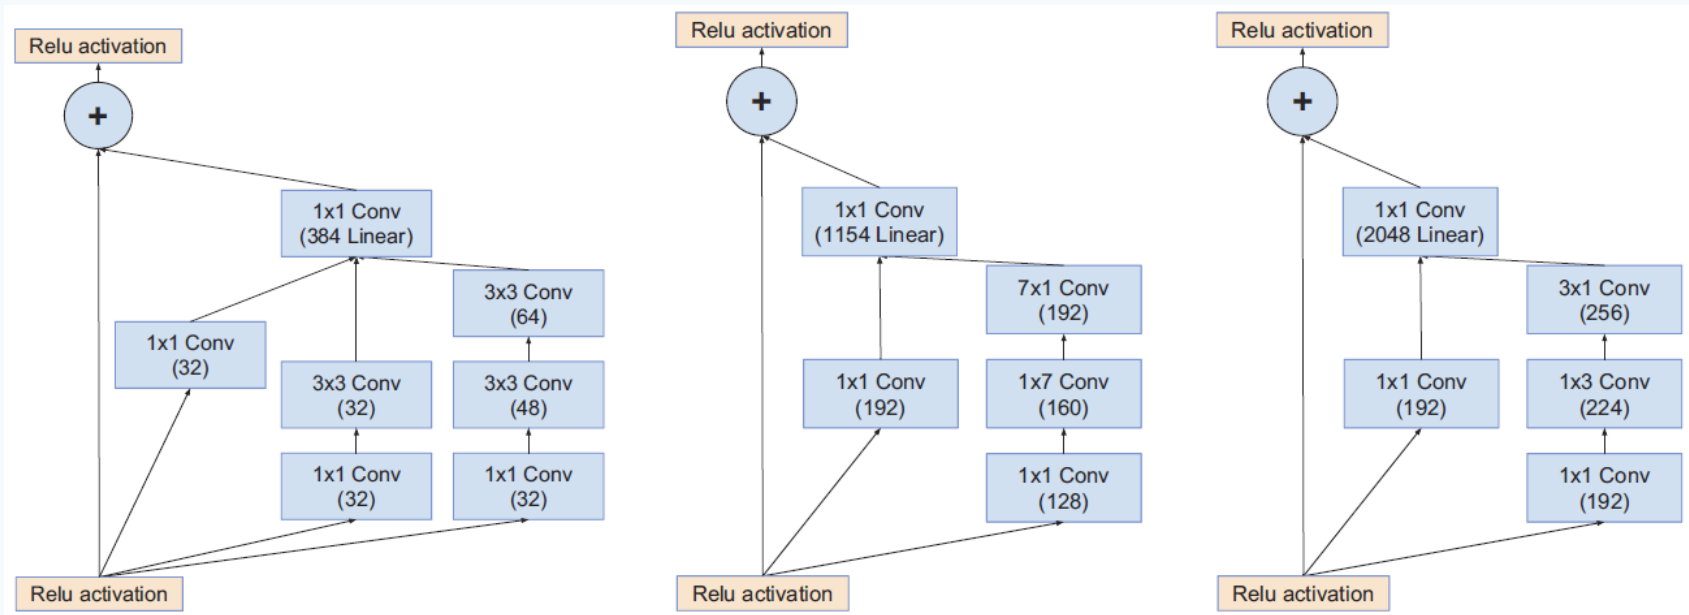 Relu activation
+
1x1 Conv
(384 Linear)
3x3 Conv
(64)
1x1 Conv
(32)
3x3 Conv
(32)
3x3 Conv
(48)
1x1 Conv
(32)
1x1 Conv
(32)
Relu activation
Relu activation
+
1x1 Conv
(1154 Linear)
7x1 Conv
(192)
1x1 Conv
(192)
1x7 Conv
(160)
1x1 Conv
(128)
Relu activation
Relu activation
+
1x1 Conv
(2048 Linear)
3x1 Conv
(256)
1x1 Conv
(192)
1x3 Conv
(224)
1x1 Conv
(192)
Relu activation